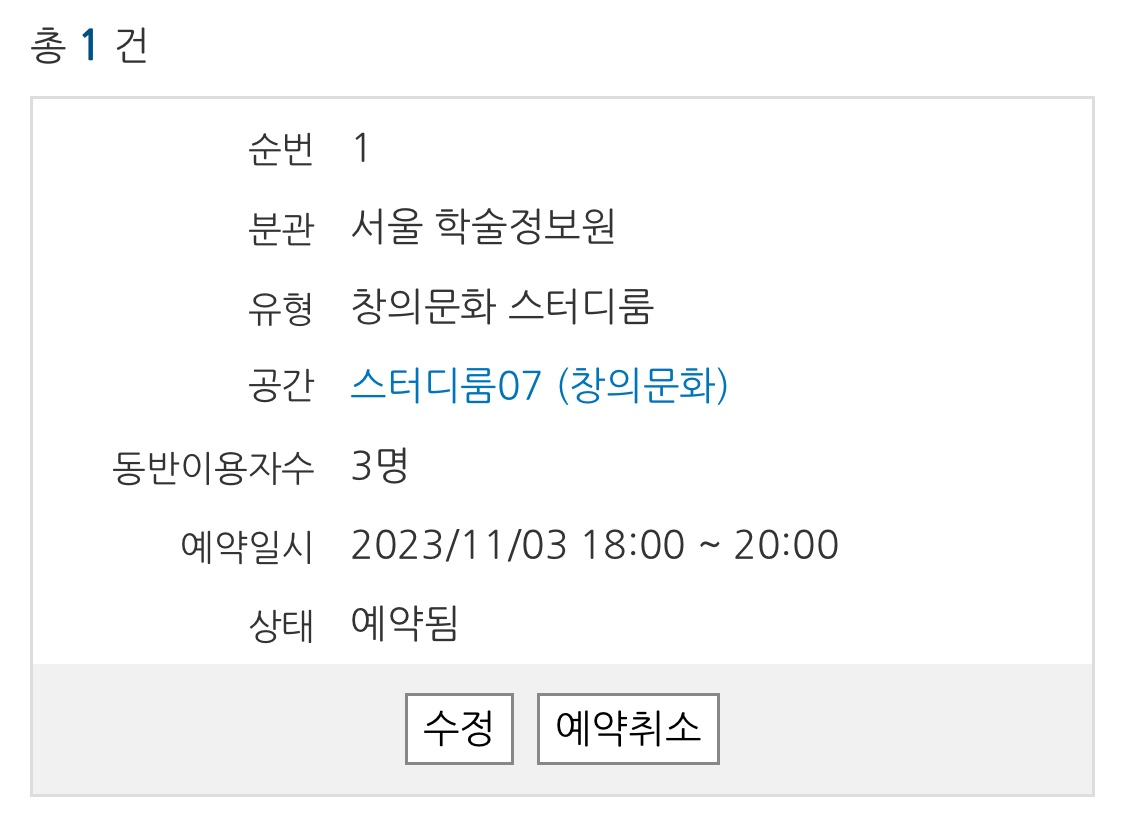 총 1 건
순번 1
분관 서울 학술정보원
유형 창의문화 스터디룸
공간 스터디룸07 (창의문화)
동반이용자수 3명
예약일시 2023/11/03 18:00 ~ 20:00
상태 예약됨
수정 예약취소